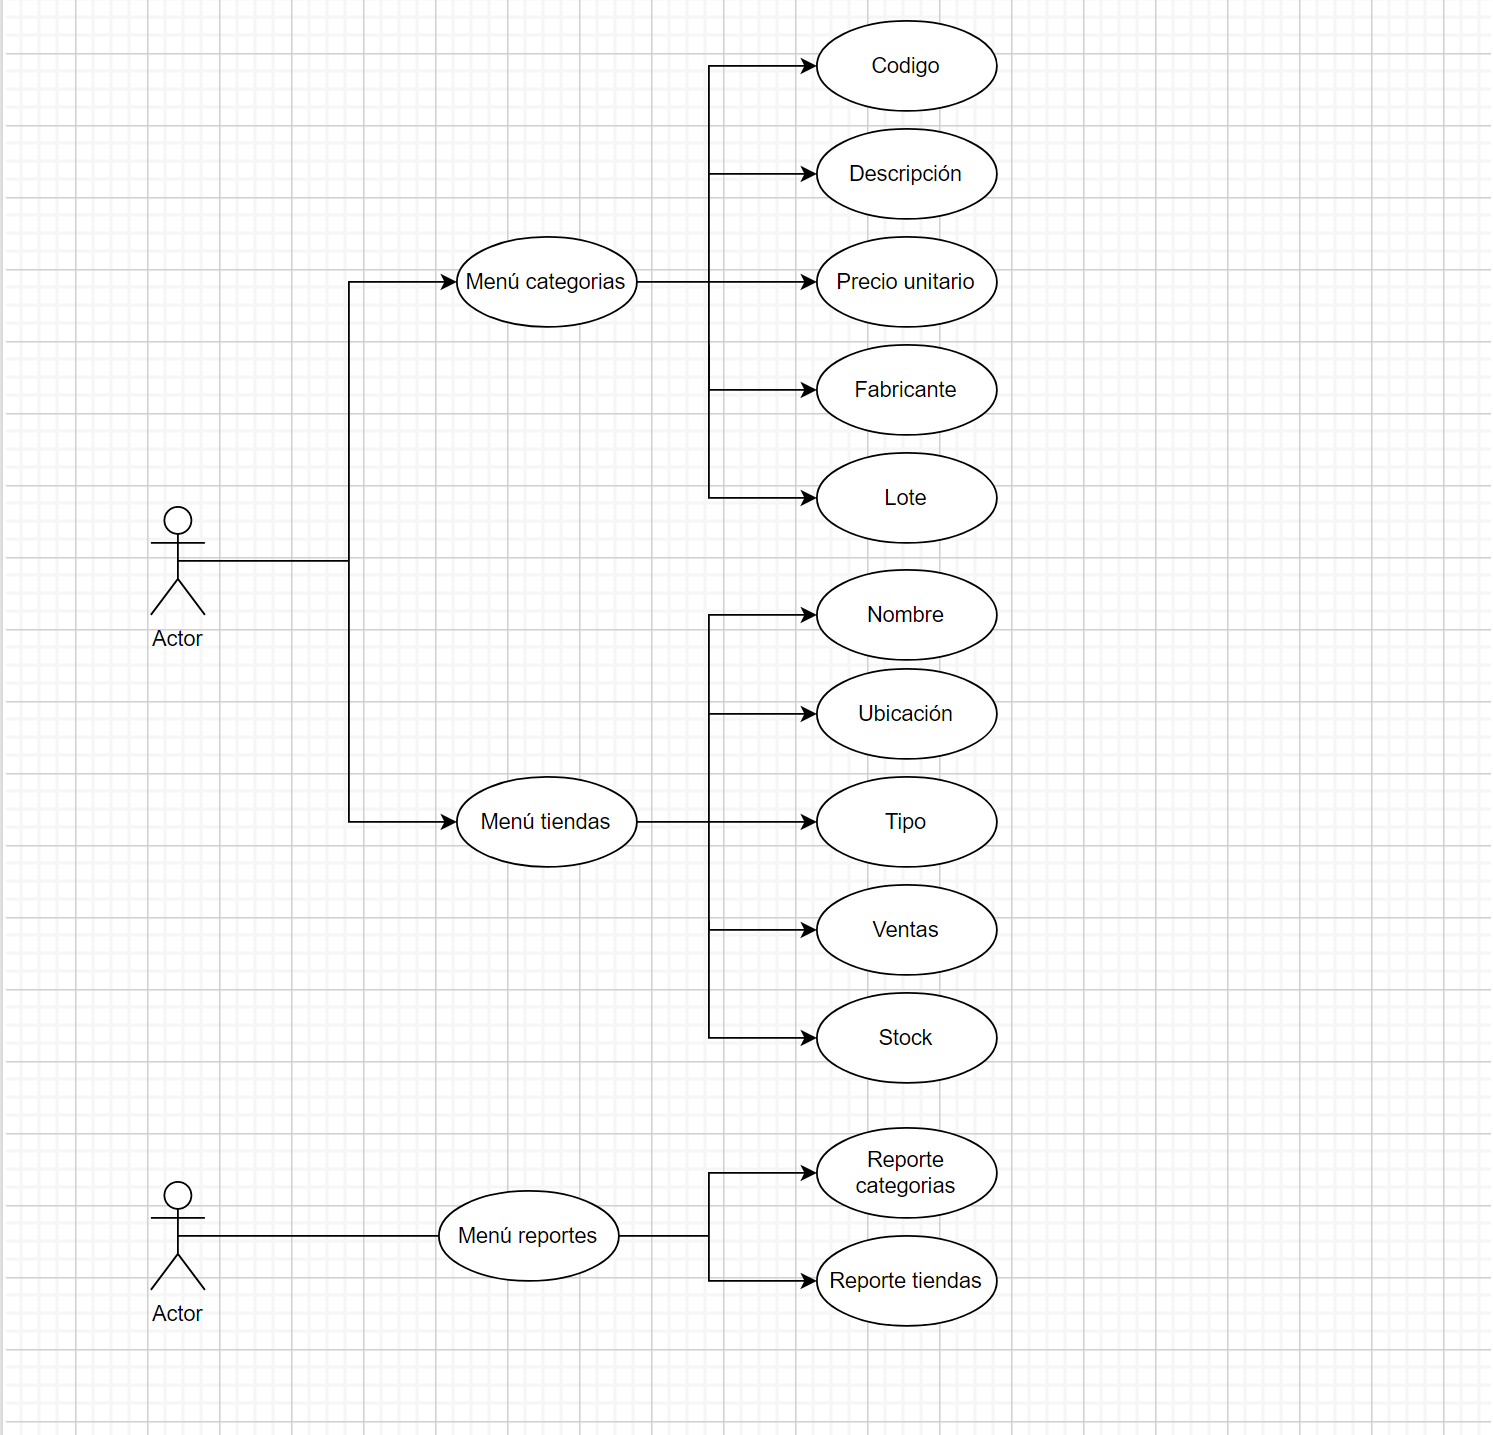 Codigo
Descripción
Menú categorias
Precio unitario
Fabricante
Lote
Actor
Nombre
Ubicación
Menú tiendas
Tipo
Ventas
Stock
Reporte
categorias
Menú reportes
Reporte tiendas
Actor